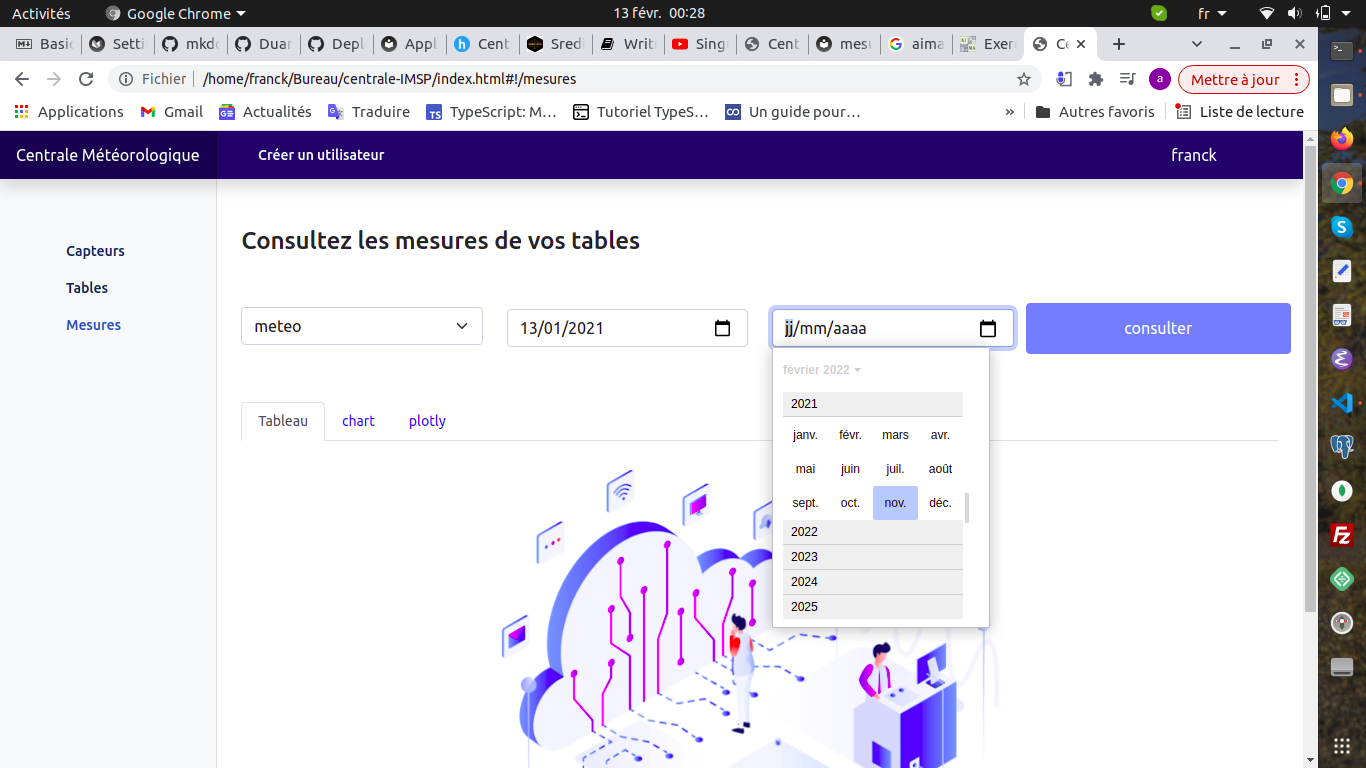 Activités Google Chrome 13 févr. 00:28 fr
Basic Setti mkdo Duar Depl Appl Cent Sredi Writi Sing Cent mesu aima Exer Ce
Fichier /home/franck/Bureau/centrale-IMSP/index.html#!/mesures a Mettre à jour
Applications Gmail Actualités Traduire TypeScript: M… Tutoriel TypeS… Un guide pour… » Autres favoris Liste de lecture
Centrale Météorologique Créer un utilisateur franck
Consultez les mesures de vos tables
Capteurs
Tables
Mesures
meteo 13/01/2021 jj/mm/aaaa consulter
février 2022
2021
janv. févr. mars avr.
mai juin juil. août
sept. oct. nov. déc.
2022
2023
2024
2025
Tableau chart plotly